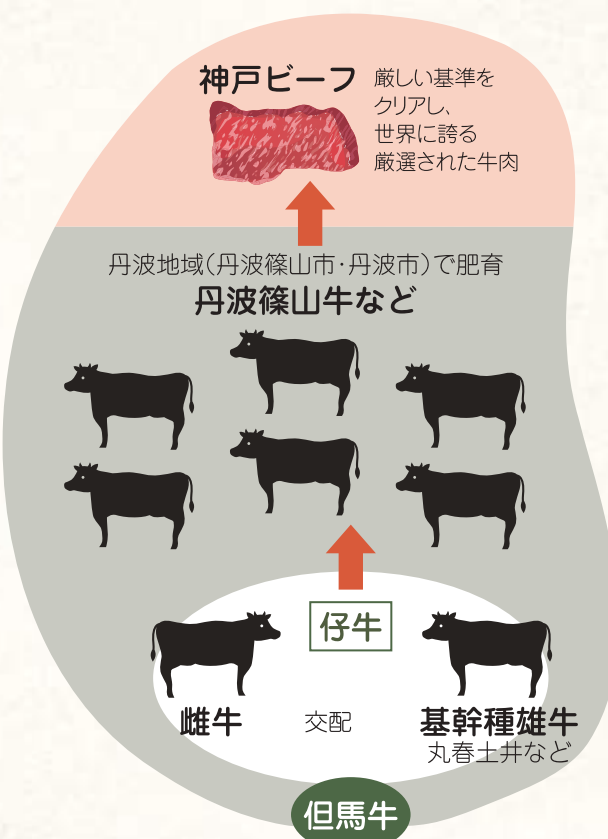 神戸ビーフ
厳しい基準を
クリアし、
世界に誇る
厳選された牛肉
丹波地域(丹波篠山市・丹波市)で肥育
丹波篠山牛など
仔牛
雌牛
交配
基幹種雄牛
丸春土井など
但馬牛